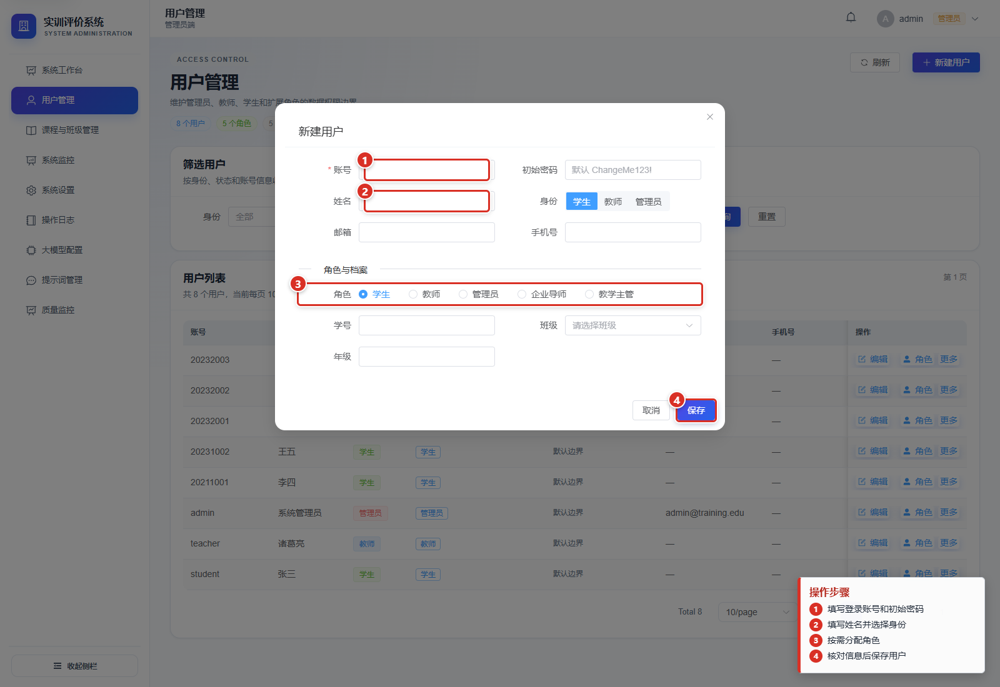 实训评价系统
SYSTEM ADMINISTRATION
系统工作台
用户管理
课程与班级管理
系统监控
系统设置
操作日志
大模型配置
提示词管理
质量监控
收起侧栏
用户管理
管理员端
A admin 管理员
ACCESS CONTROL
用户管理
维护管理员、教师、学生和扩展角色的数据权限边界
8 个用户 5 个角色 5
刷新 新建用户
筛选用户
按身份、状态和账号信息
身份 全部 询 重置
用户列表
共 8 个用户，当前每页 10
第 1 页
账号 手机号 操作
20232003 — 编辑 角色 更多
20232002 — 编辑 角色 更多
20232001 — 编辑 角色 更多
20231002 王五 学生 学生 默认边界 — — 编辑 角色 更多
20211001 李四 学生 学生 默认边界 — — 编辑 角色 更多
admin 系统管理员 管理员 管理员 默认边界 admin@training.edu — 编辑 角色 更多
teacher 诸葛亮 教师 教师 默认边界 — — 编辑 角色 更多
student 张三 学生 学生 默认边界 — — 编辑 角色 更多
Total 8 10/page
新建用户
1
* 账号 初始密码 默认 ChangeMe123!
2
姓名 身份 学生 教师 管理员
邮箱 手机号
角色与档案
3
角色 学生 教师 管理员 企业导师 教学主管
学号 班级 请选择班级
年级
取消 4 保存
操作步骤
1 填写登录账号和初始密码
2 填写姓名并选择身份
3 按需分配角色
4 核对信息后保存用户